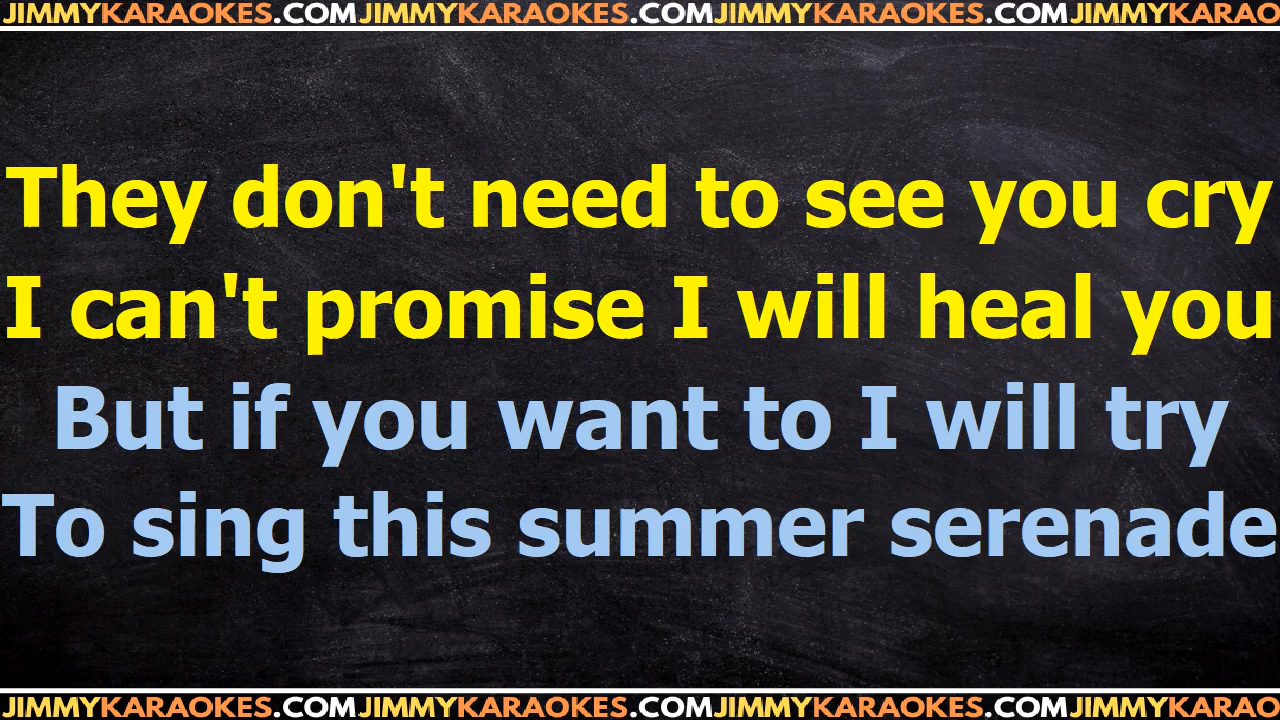 JIMMYKARAOKES.COMJIMMYKARAOKES.COMJIMMYKARAOKES.COMJIMMYKARAO
They don't need to see you cry
I can't promise I will heal you
But if you want to I will try
To sing this summer serenade
JIMMYKARAOKES.COMJIMMYKARAOKES.COMJIMMYKARAOKES.COMJIMMYKARAO